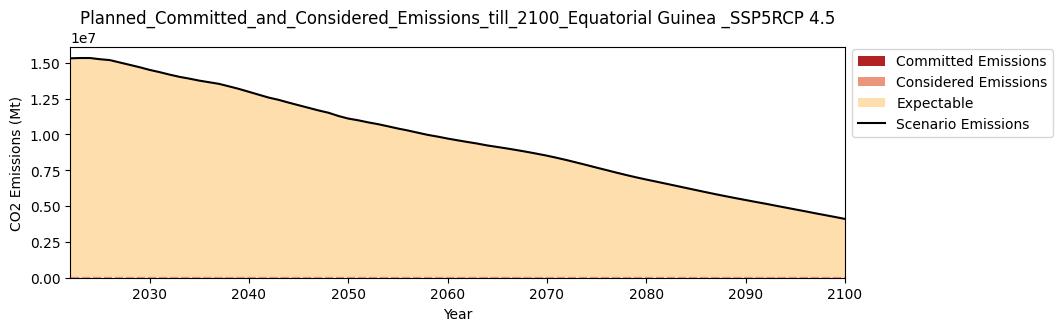 Planned_Committed_and_Considered_Emissions_till_2100_Equatorial Guinea _SSP5RCP 4.5
1e7
1.50
1.25
1.00
0.75
0.50
0.25
0.00
CO2 Emissions (Mt)
2030 2040 2050 2060 2070 2080 2090 2100
Year
Committed Emissions
Considered Emissions
Expectable
Scenario Emissions